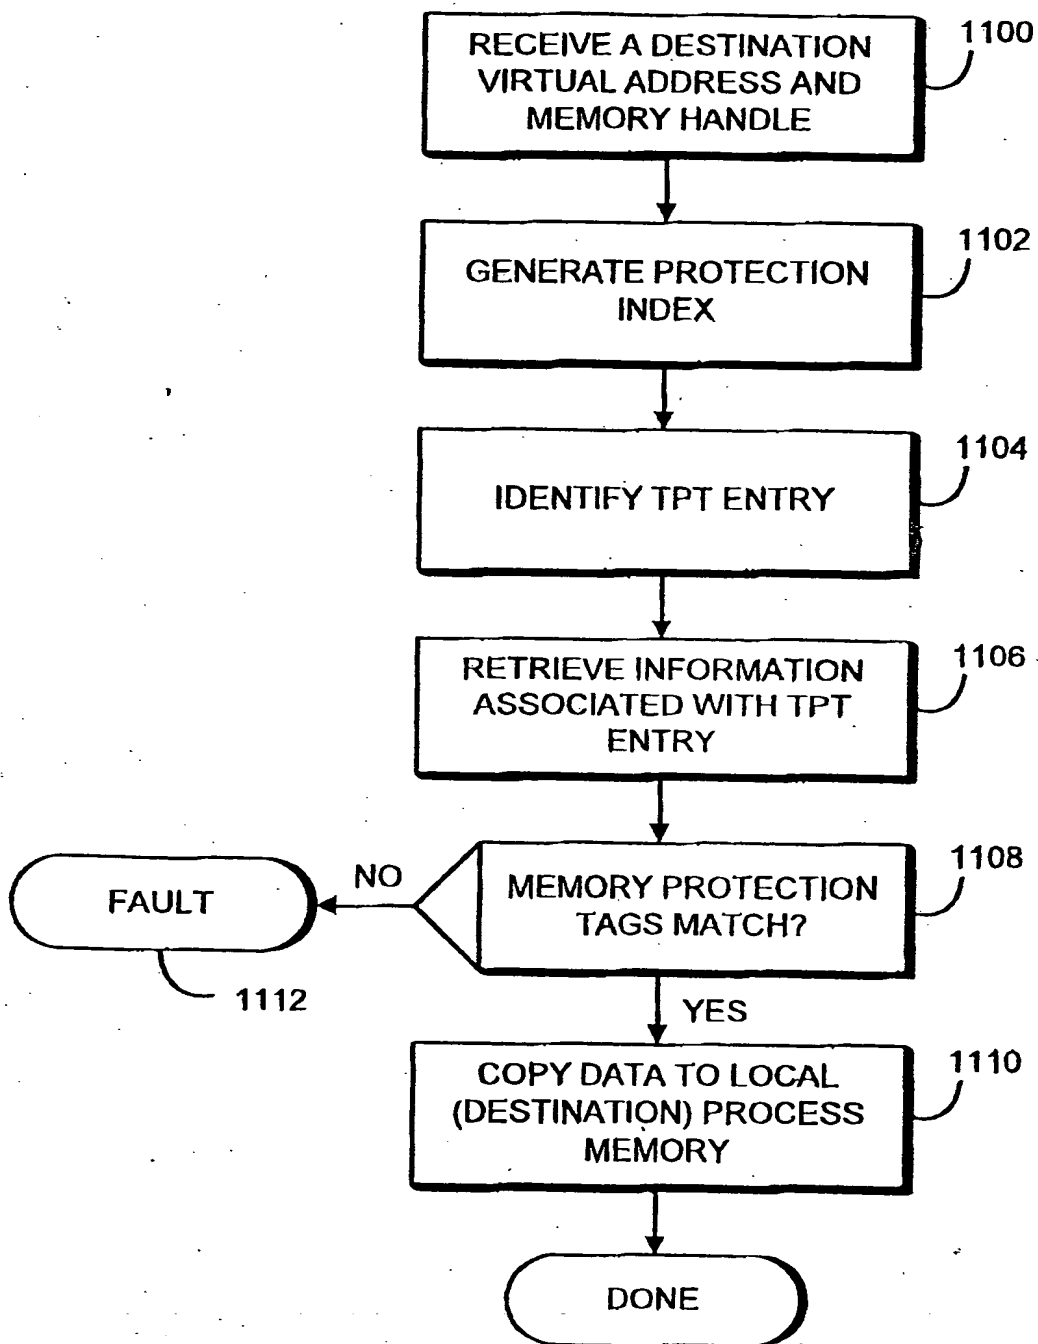 RECEIVE A DESTINATION
VIRTUAL ADDRESS AND
MEMORY HANDLE
1100
GENERATE PROTECTION
INDEX
1102
IDENTIFY TPT ENTRY
1104
RETRIEVE INFORMATION
ASSOCIATED WITH TPT
ENTRY
1106
MEMORY PROTECTION
TAGS MATCH?
1108
NO
FAULT
1112
YES
COPY DATA TO LOCAL
(DESTINATION) PROCESS
MEMORY
1110
DONE